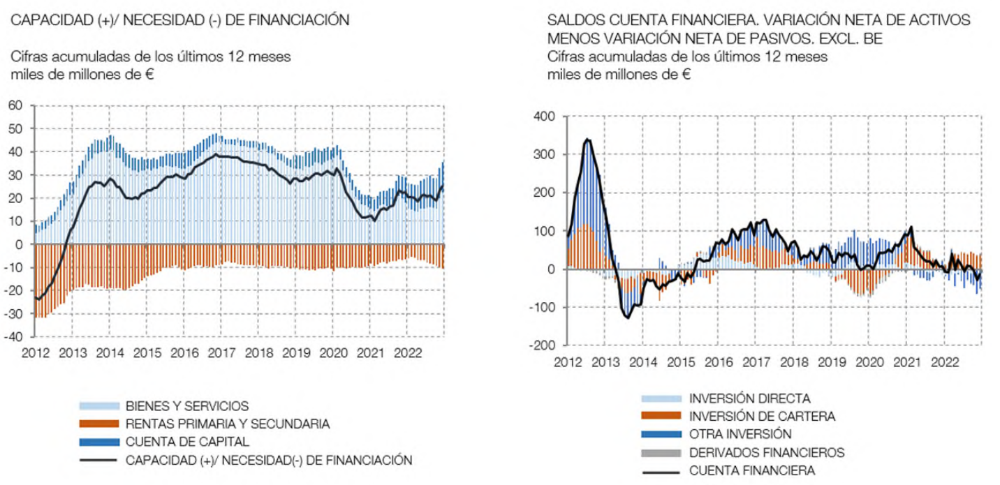 CAPACIDAD (+)/ NECESIDAD (-) DE FINANCIACIÓN
Cifras acumuladas de los últimos 12 meses
miles de millones de €
60
50
40
30
20
10
0
-10
-20
-30
-40
2012 2013 2014 2015 2016 2017 2018 2019 2020 2021 2022
BIENES Y SERVICIOS
RENTAS PRIMARIA Y SECUNDARIA
CUENTA DE CAPITAL
CAPACIDAD (+)/ NECESIDAD(-) DE FINANCIACIÓN
SALDOS CUENTA FINANCIERA. VARIACIÓN NETA DE ACTIVOS
MENOS VARIACIÓN NETA DE PASIVOS. EXCL. BE
Cifras acumuladas de los últimos 12 meses
miles de millones de €
400
300
200
100
0
-100
-200
2012 2013 2014 2015 2016 2017 2018 2019 2020 2021 2022
INVERSIÓN DIRECTA
INVERSIÓN DE CARTERA
OTRA INVERSIÓN
DERIVADOS FINANCIEROS
CUENTA FINANCIERA